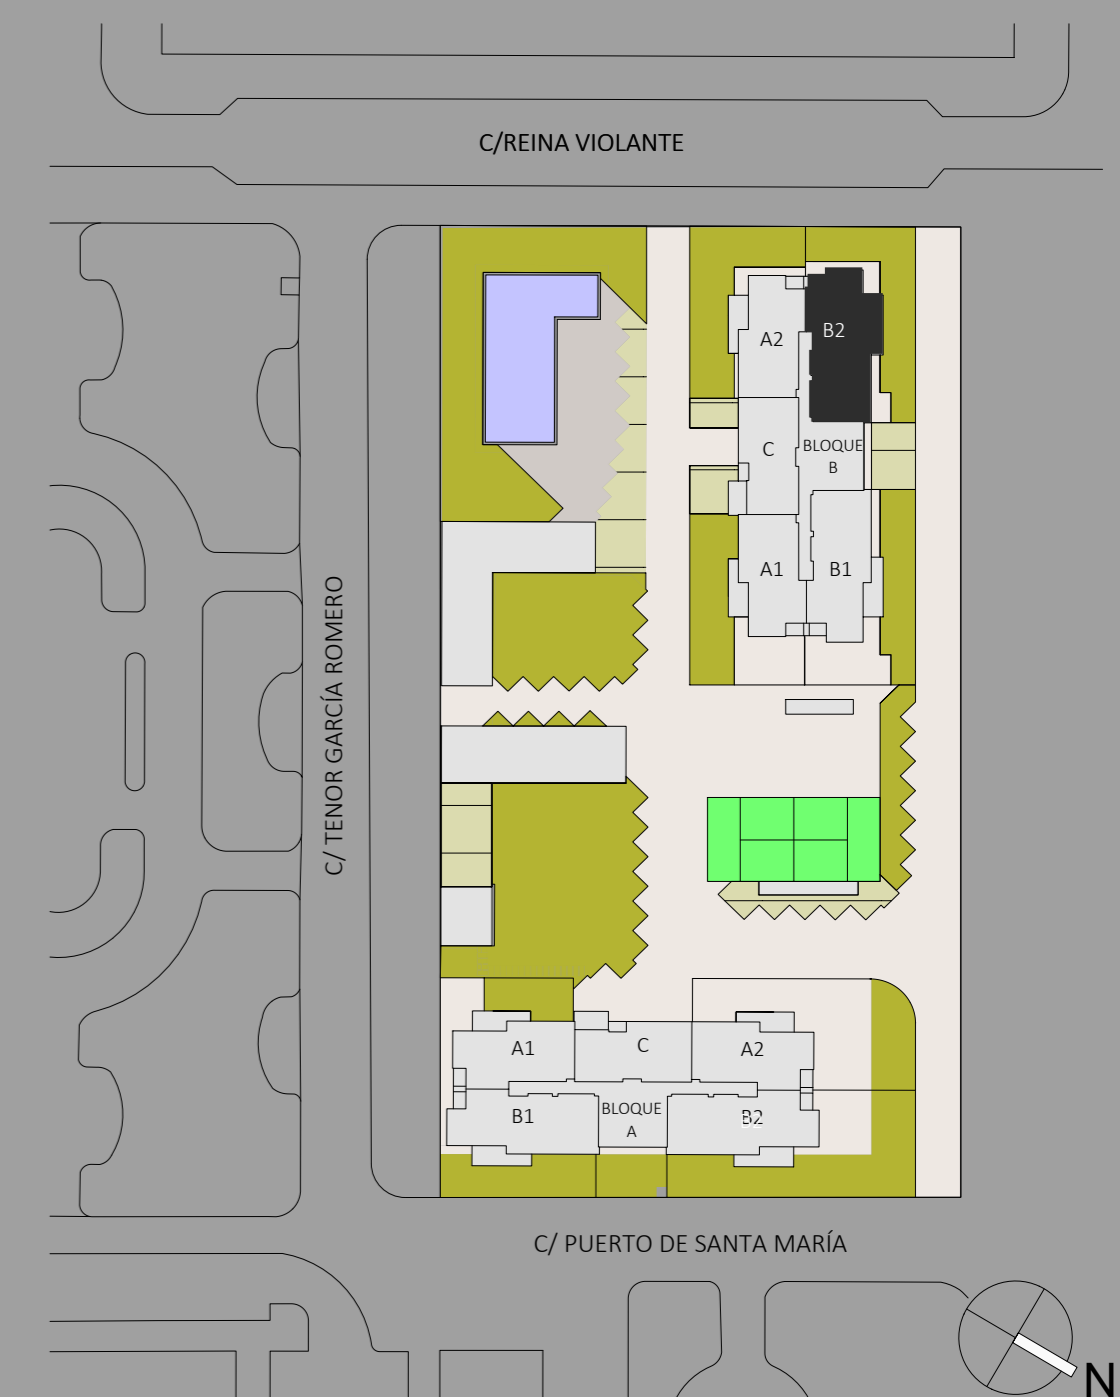 C/REINA VIOLANTE
A2
B2
C
BLOQUE
B
A1
B1
C/ TENOR GARCÍA ROMERO
A1
C
A2
B1
BLOQUE
A
B2
C/ PUERTO DE SANTA MARÍA
N